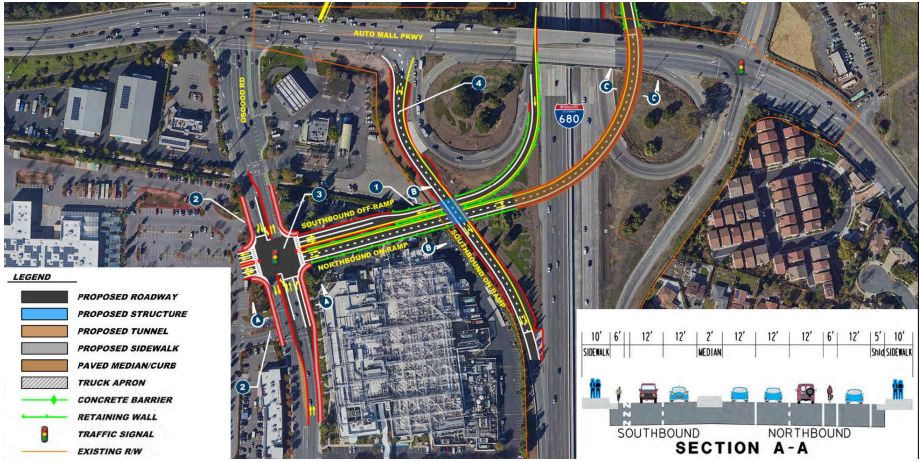 AUTO MALL PKWY
OSGOOD RD
4
C
C
INTERSTATE
680
1
B
2
3
SOUTHBOUND OFF-RAMP
NORTHBOUND ON-RAMP
B
SOUTHBOUND ON-RAMP
A
A
2
LEGEND
PROPOSED ROADWAY
PROPOSED STRUCTURE
PROPOSED TUNNEL
PROPOSED SIDEWALK
PAVED MEDIAN/CURB
TRUCK APRON
CONCRETE BARRIER
RETAINING WALL
TRAFFIC SIGNAL
EXISTING R/W
10' 6' 12' 12' 2' 12' 12' 12' 6' 12' 5' 10'
SIDEWALK MEDIAN Shld SIDEWALK
SOUTHBOUND NORTHBOUND
SECTION A-A